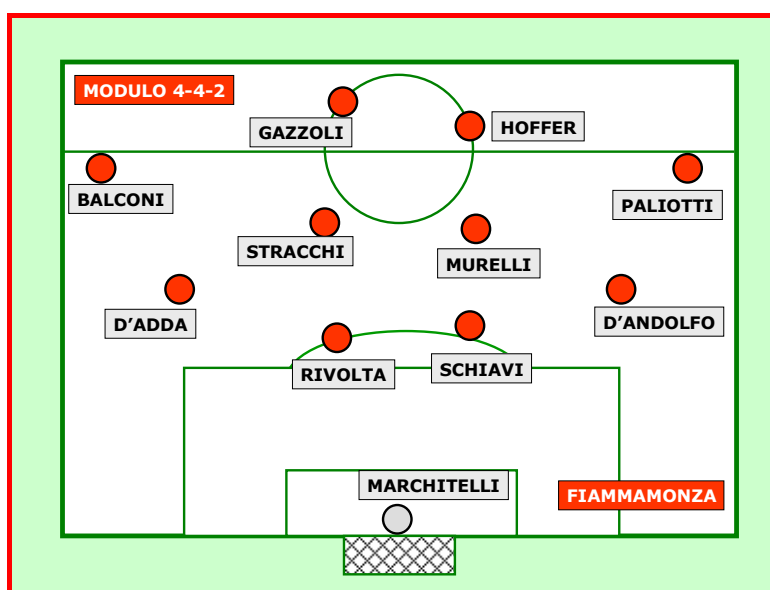 MODULO 4-4-2
GAZZOLI
HOFFER
BALCONI
PALIOTTI
STRACCHI
MURELLI
D’ADDA
D’ANDOLFO
RIVOLTA
SCHIAVI
MARCHITELLI
FIAMMAMONZA